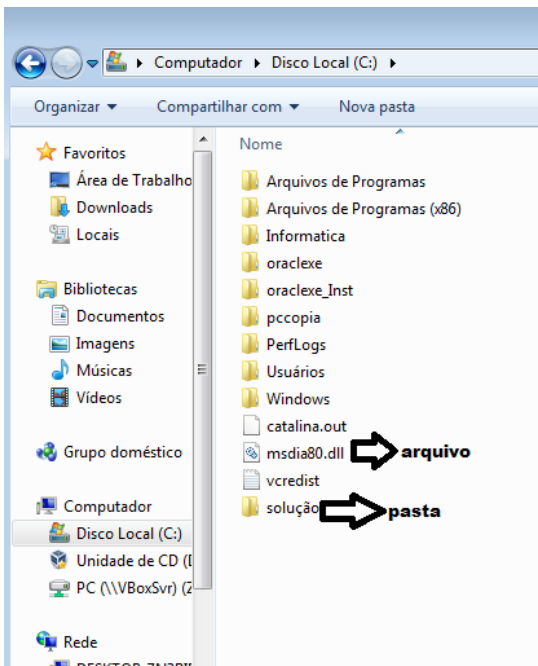 Computador Disco Local (C:)
Organizar Compartilhar com Nova pasta
Favoritos
Área de Trabalho
Downloads
Locais
Bibliotecas
Documentos
Imagens
Músicas
Vídeos
Grupo doméstico
Computador
Disco Local (C:)
Unidade de CD (
PC (\\VBoxSvr) (Z
Rede
Nome
Arquivos de Programas
Arquivos de Programas (x86)
Informatica
oraclexe
oraclexe_Inst
pccopia
PerfLogs
Usuários
Windows
catalina.out
msdia80.dll arquivo
vcredist
solução pasta